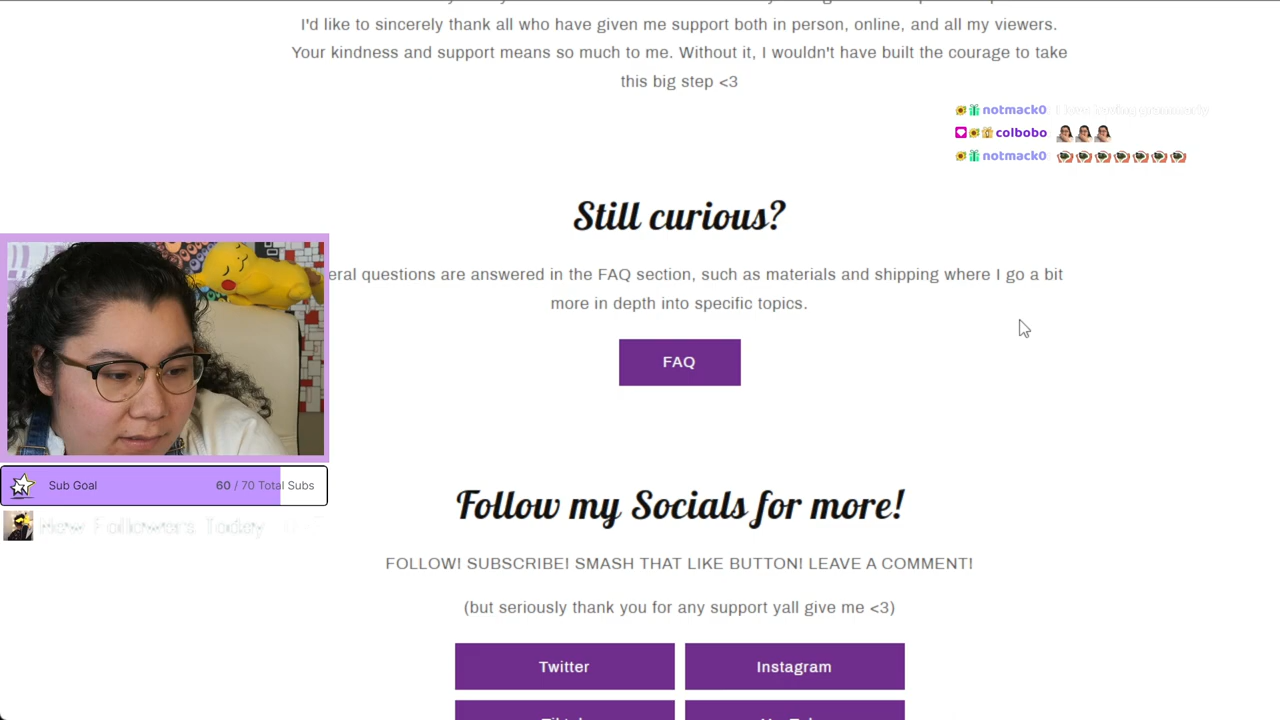 I'd like to sincerely thank all who have given me support both in person, online, and all my viewers.
Your kindness and support means so much to me. Without it, I wouldn't have built the courage to take
this big step <3
notmack0
colbobo
notmack0
Still curious?
questions are answered in the FAQ section, such as materials and shipping where I go a bit
more in depth into specific topics.
FAQ
Sub Goal 60 / 70 Total Subs
New Followers Today
Follow my Socials for more!
FOLLOW! SUBSCRIBE! SMASH THAT LIKE BUTTON! LEAVE A COMMENT!
(but seriously thank you for any support yall give me <3)
Twitter Instagram